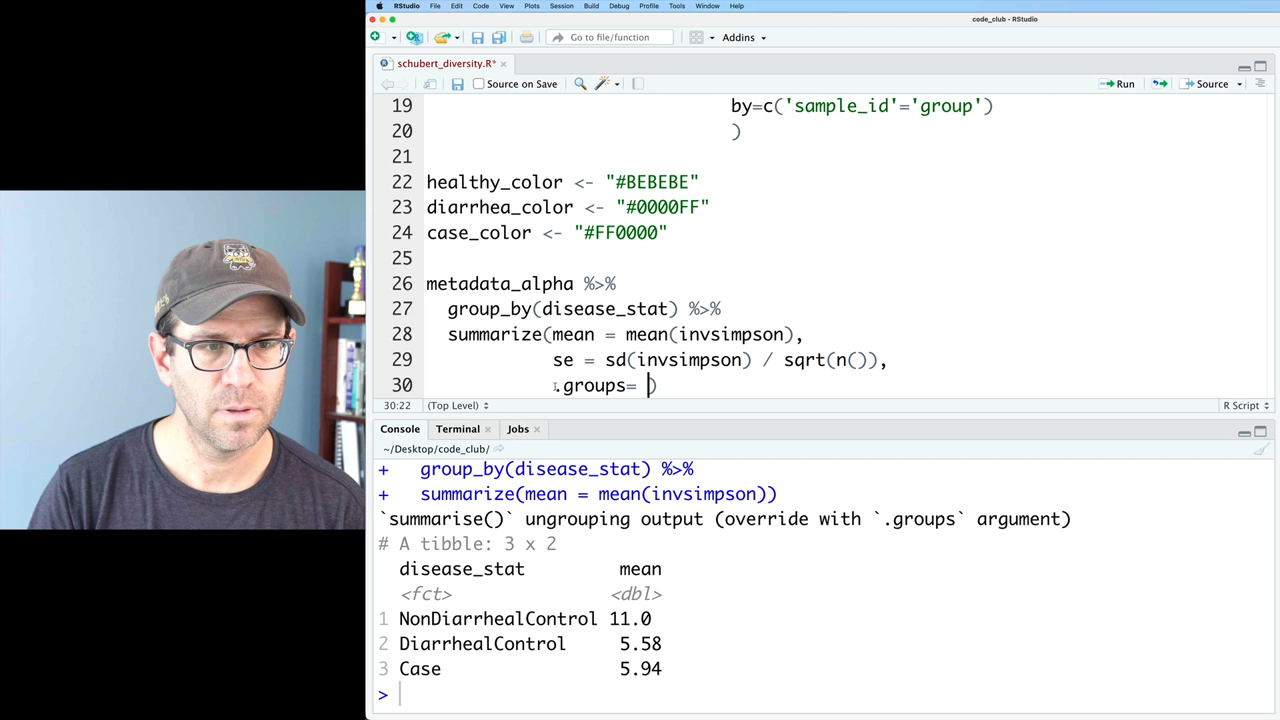 RStudio File Edit Code View Plots Session Build Debug Profile Tools Window Help
code_club - RStudio
Go to file/function Addins
schubert_diversity.R*
Source on Save Run Source
19 by=c('sample_id'='group')
20 )
21
22 healthy_color <- "#BEBEBE"
23 diarrhea_color <- "#0000FF"
24 case_color <- "#FF0000"
25
26 metadata_alpha %>%
27 group_by(disease_stat) %>%
28 summarize(mean = mean(invsimpson),
29 se = sd(invsimpson) / sqrt(n()),
30 .groups= )
30:22 (Top Level) R Script
Console Terminal Jobs
~/Desktop/code_club/
+ group_by(disease_stat) %>%
+ summarize(mean = mean(invsimpson))
`summarise()` ungrouping output (override with `.groups` argument)
# A tibble: 3 x 2
disease_stat mean
<fct> <dbl>
1 NonDiarrhealControl 11.0
2 DiarrhealControl 5.58
3 Case 5.94
>